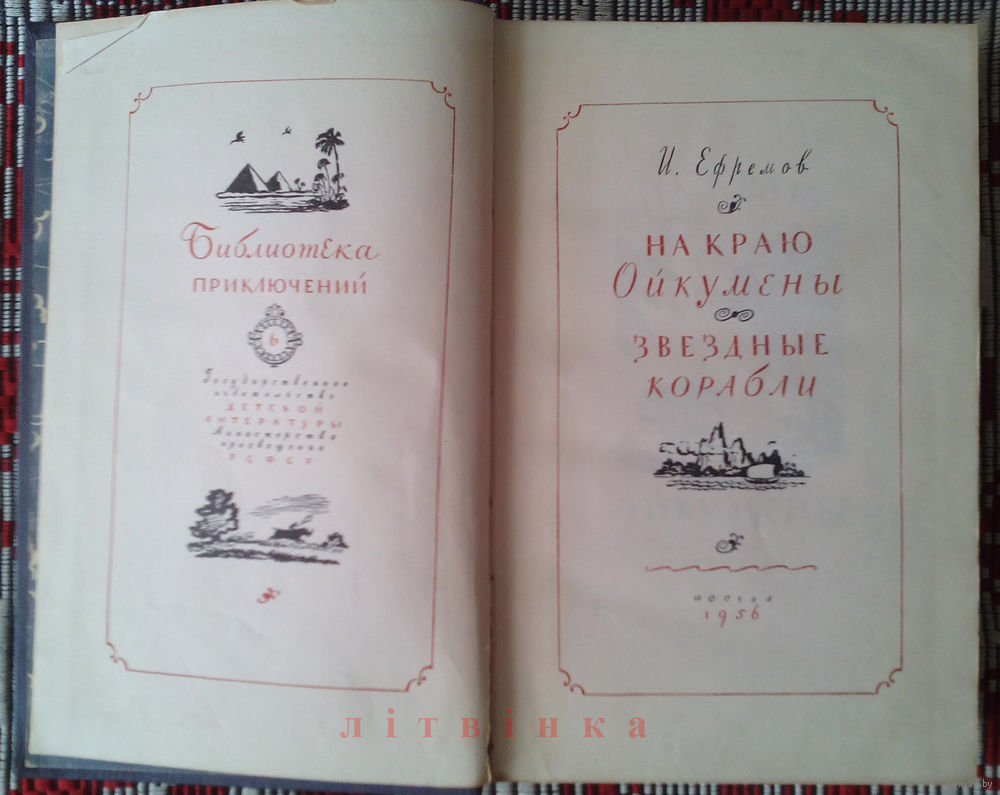 Библиотека
ПРИКЛЮЧЕНИЙ
6
Государственное
издательство
ДЕТСКОЙ
ЛИТЕРАТУРЫ
Министерства
просвещения
РСФСР
И. Ефремов
НА КРАЮ
Ойкумены
ЗВЕЗДНЫЕ
КОРАБЛИ
МОСКВА
1956
літвінка